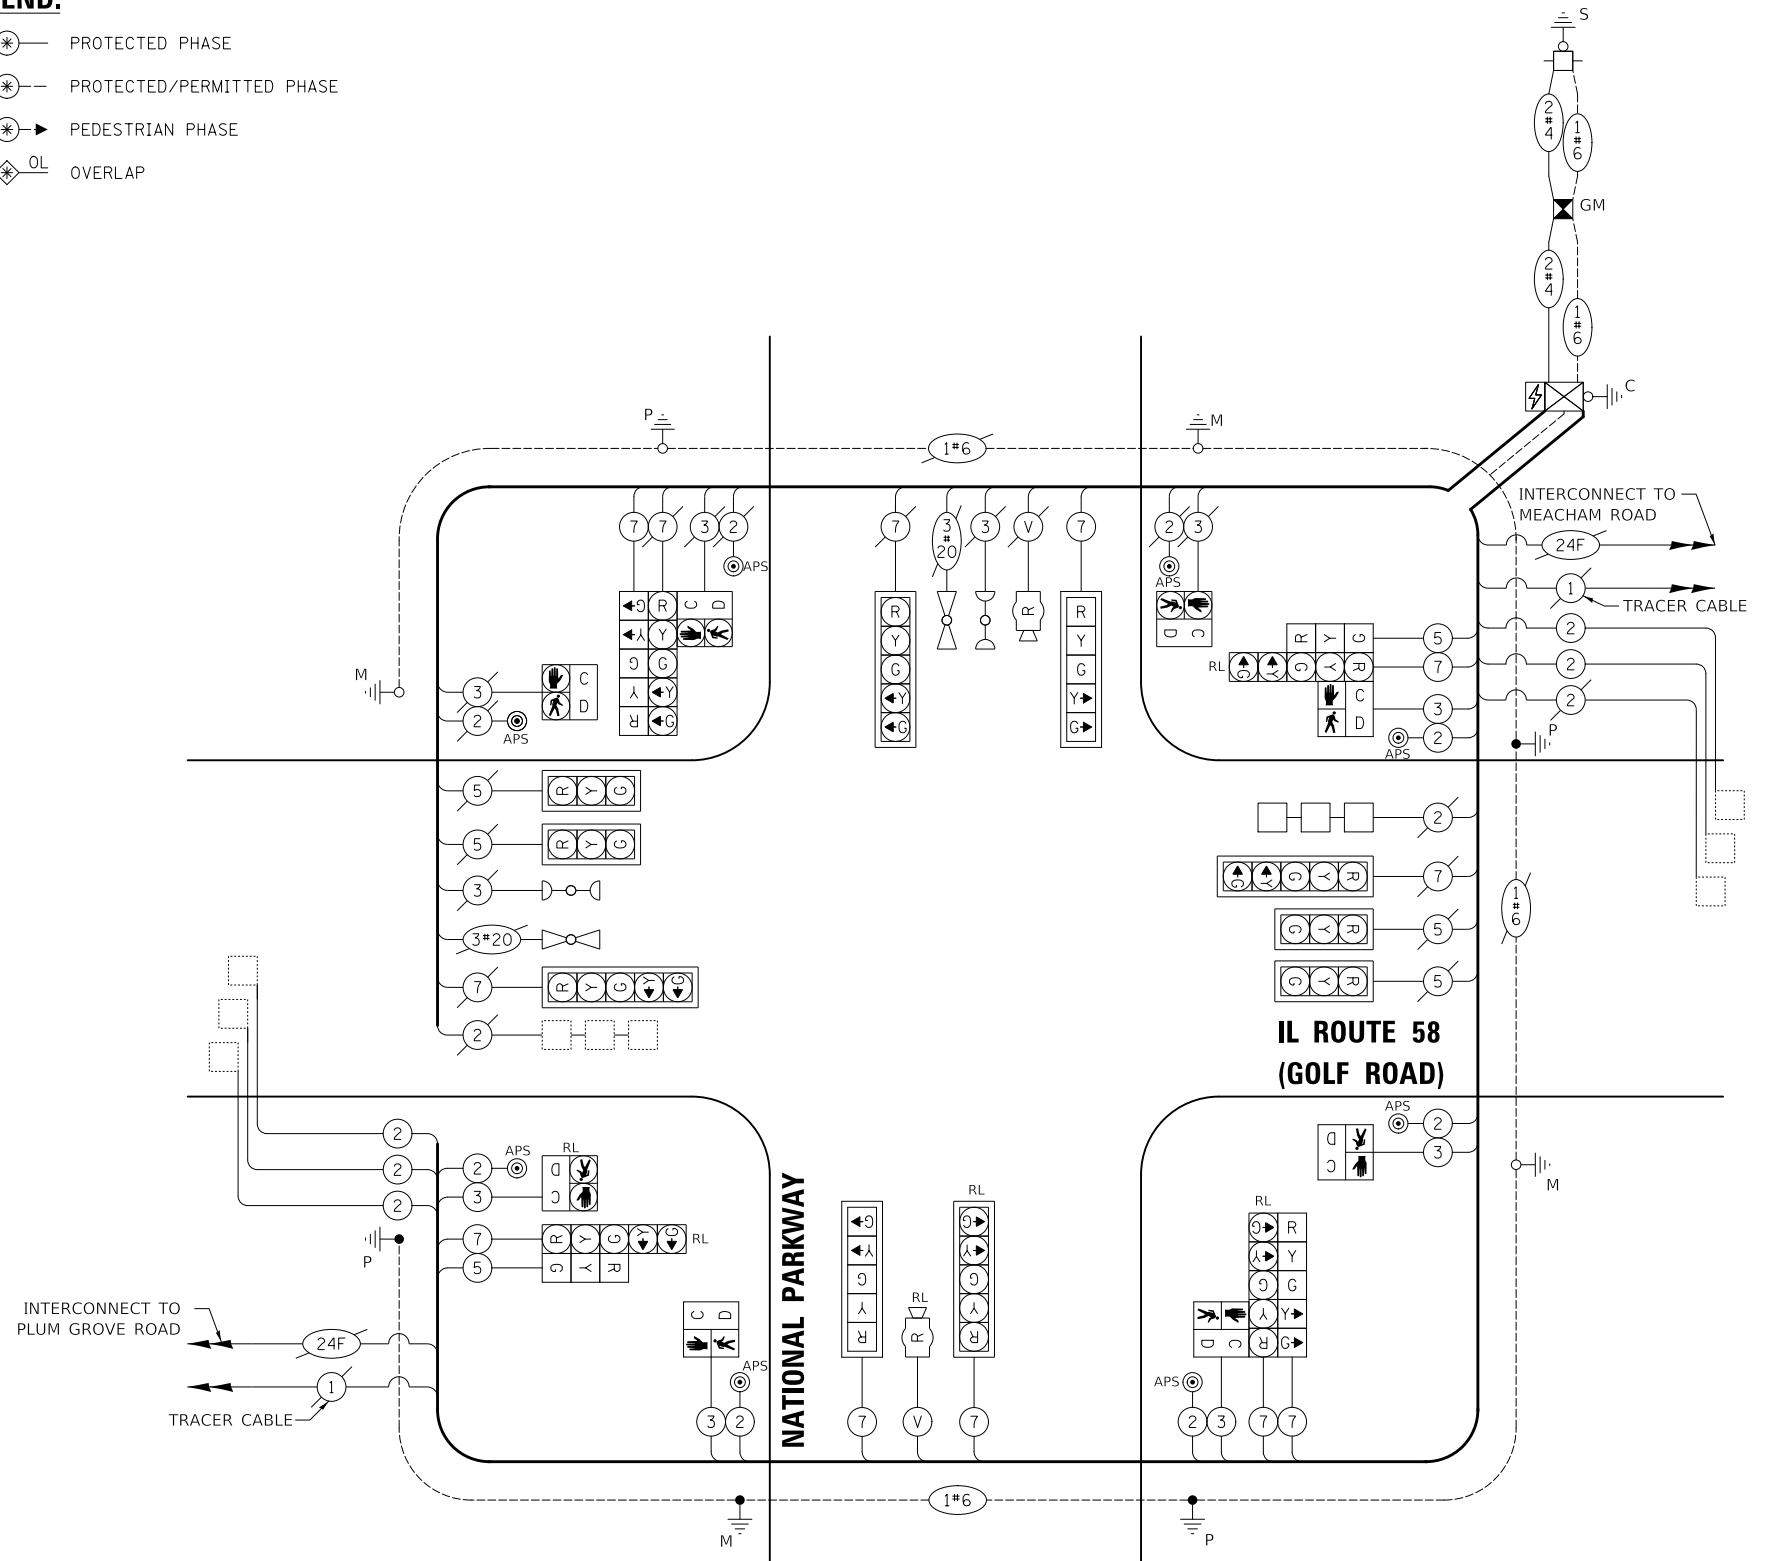 END:
PROTECTED PHASE
PROTECTED/PERMITTED PHASE
PEDESTRIAN PHASE
OL OVERLAP
S
2#4 1#6
GM
2#4 1#6
C
P 1#6 M
INTERCONNECT TO
MEACHAM ROAD
24F
1
TRACER CABLE
2
2
2
P
7 7 3 2
APS
G R C D
Y Y
G G
Y Y
R G
7 3#20 3 V 7
R R R
Y Y
G G
Y Y
G G
2 3
APS
D C
R Y G 5
RL G Y G Y R 7
C 3
D
APS 2
M
3 C
D
2 APS
5 R Y G
5 R Y G
3
3#20
7 R Y G Y G
2
2
G Y G Y R 7
G Y R 5
G Y R 5
1#6
IL ROUTE 58
(GOLF ROAD)
2
2
2
2 APS RL
3 D C
7 R Y G Y G RL
5 G Y R
P
INTERCONNECT TO
PLUM GROVE ROAD
24F
1
TRACER CABLE
C D
APS
3 2
NATIONAL PARKWAY
G Y G Y R
RL
R
RL
G Y G Y R
7 V 7
APS 2
D C 3
M
RL
G R
Y Y
G G
Y Y
R G
D C
APS
2 3 7 7
M 1#6 P